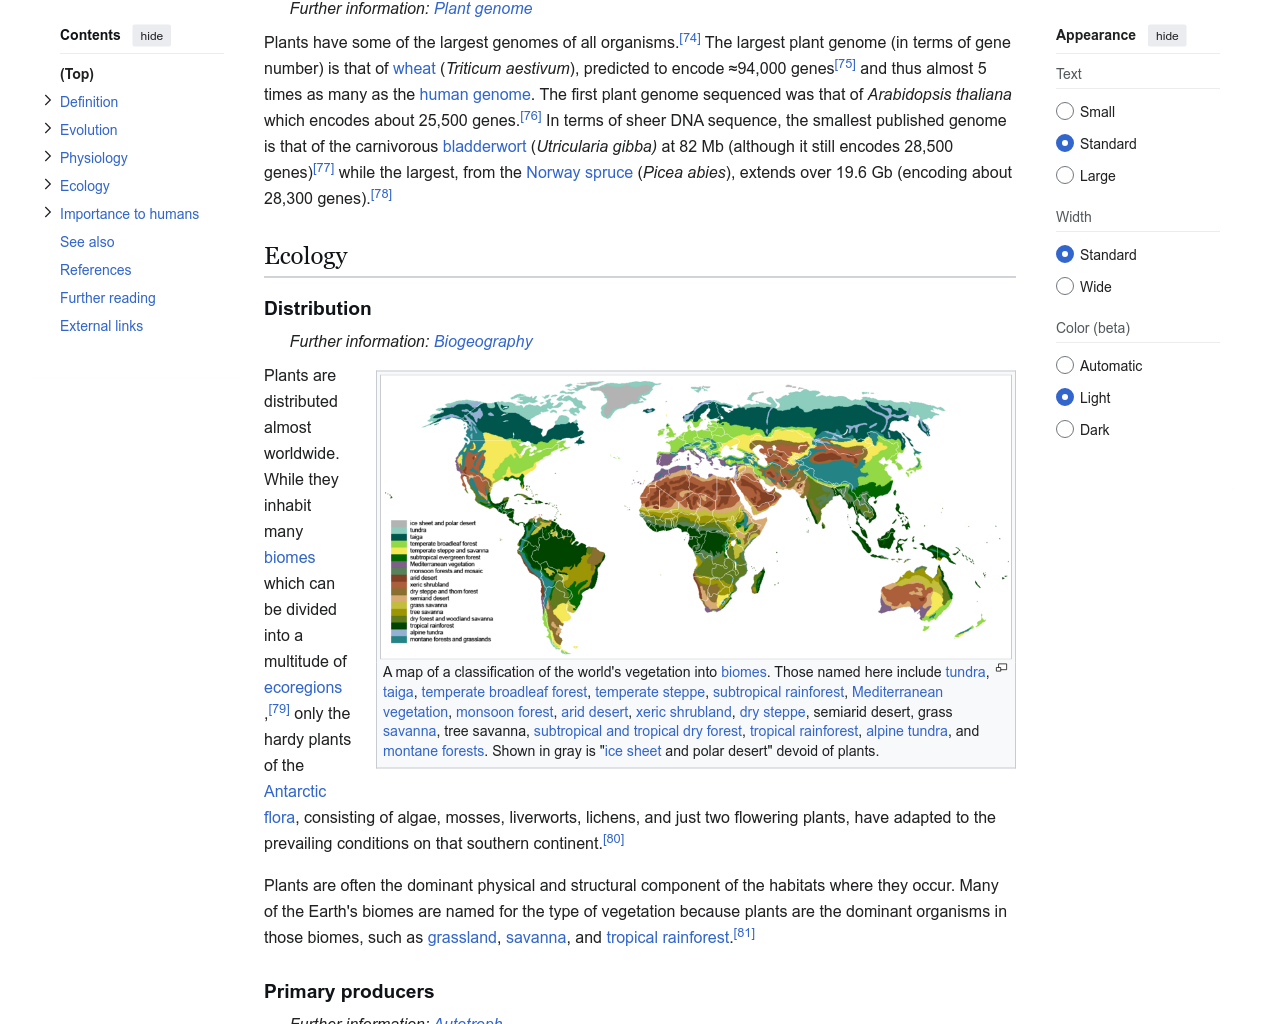 Contents hide
(Top)
Definition
Evolution
Physiology
Ecology
Importance to humans
See also
References
Further reading
External links
Further information: Plant genome
Plants have some of the largest genomes of all organisms.[74] The largest plant genome (in terms of gene
number) is that of wheat (Triticum aestivum), predicted to encode ≈94,000 genes[75] and thus almost 5
times as many as the human genome. The first plant genome sequenced was that of Arabidopsis thaliana
which encodes about 25,500 genes.[76] In terms of sheer DNA sequence, the smallest published genome
is that of the carnivorous bladderwort (Utricularia gibba) at 82 Mb (although it still encodes 28,500
genes)[77] while the largest, from the Norway spruce (Picea abies), extends over 19.6 Gb (encoding about
28,300 genes).[78]
Ecology
Distribution
Further information: Biogeography
Plants are
distributed
almost
worldwide.
While they
inhabit
many
biomes
which can
be divided
into a
multitude of
ecoregions
,[79] only the
hardy plants
of the
Antarctic
flora, consisting of algae, mosses, liverworts, lichens, and just two flowering plants, have adapted to the
prevailing conditions on that southern continent.[80]
ice sheet and polar desert
tundra
taiga
temperate broadleaf forest
temperate steppe and savanna
subtropical evergreen forest
Mediterranean vegetation
monsoon forests and mosaic
arid desert
xeric shrubland
dry steppe and thorn forest
semiarid desert
grass savanna
tree savanna
dry forest and woodland savanna
tropical rainforest
alpine tundra
montane forests and grasslands
A map of a classification of the world's vegetation into biomes. Those named here include tundra,
taiga, temperate broadleaf forest, temperate steppe, subtropical rainforest, Mediterranean
vegetation, monsoon forest, arid desert, xeric shrubland, dry steppe, semiarid desert, grass
savanna, tree savanna, subtropical and tropical dry forest, tropical rainforest, alpine tundra, and
montane forests. Shown in gray is "ice sheet and polar desert" devoid of plants.
Plants are often the dominant physical and structural component of the habitats where they occur. Many
of the Earth's biomes are named for the type of vegetation because plants are the dominant organisms in
those biomes, such as grassland, savanna, and tropical rainforest.[81]
Primary producers
Further information: Autotroph
Appearance hide
Text
Small
Standard
Large
Width
Standard
Wide
Color (beta)
Automatic
Light
Dark